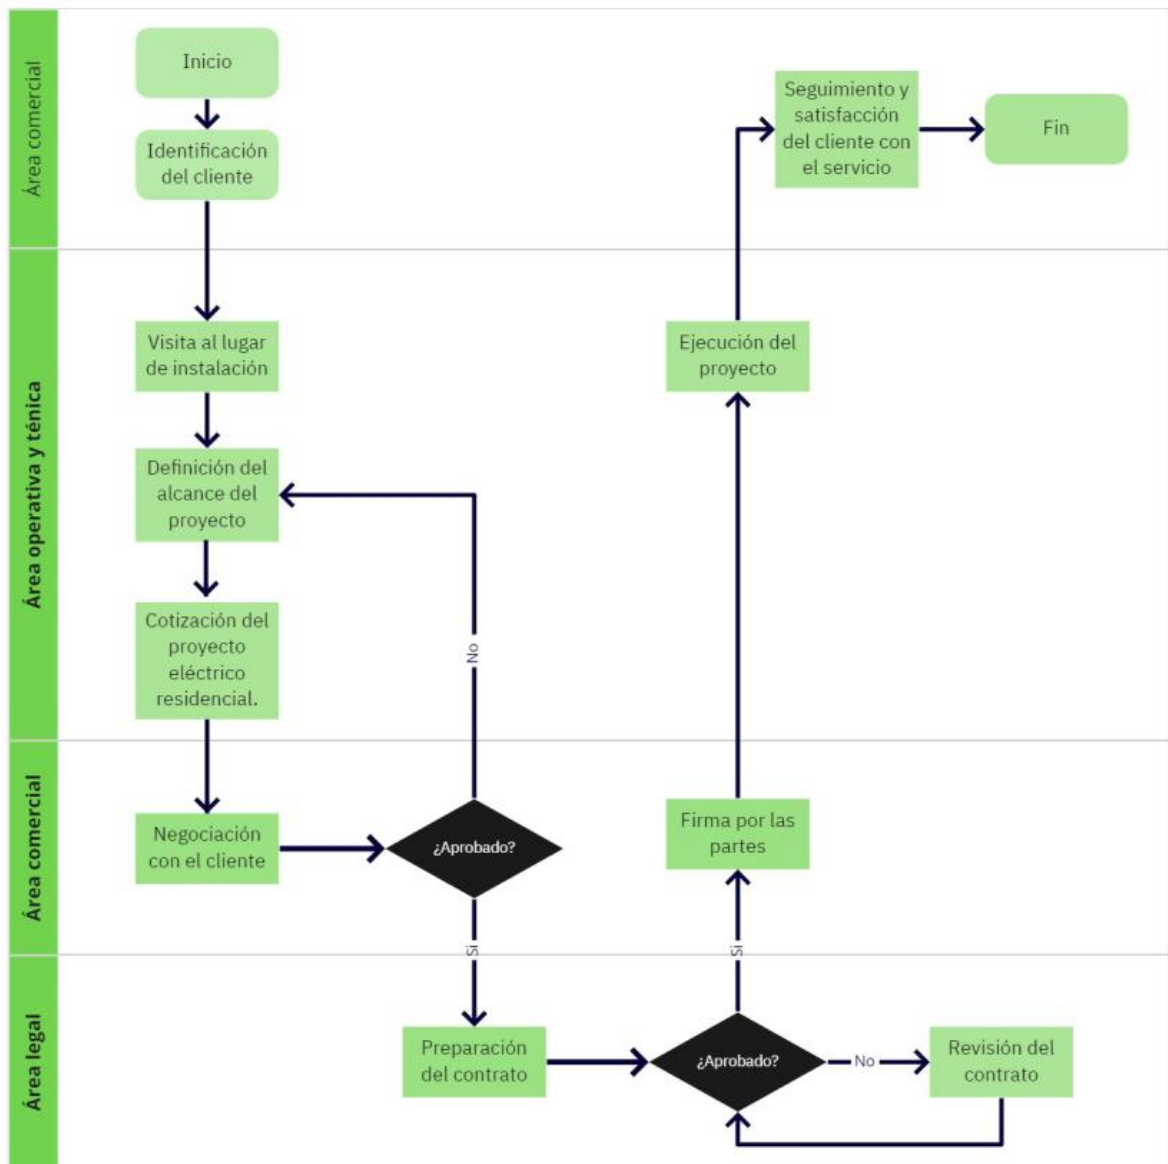 Área comercial
Inicio
Identificación
del cliente
Seguimiento y
satisfacción
del cliente con
el servicio
Fin
Área operativa y ténica
Visita al lugar
de instalación
Definición del
alcance del
proyecto
Cotización del
proyecto
eléctrico
residencial.
No
Ejecución del
proyecto
Área comercial
Negociación
con el cliente
¿Aprobado?
Si
Firma por las
partes
Si
Área legal
Preparación
del contrato
¿Aprobado?
No
Revisión del
contrato